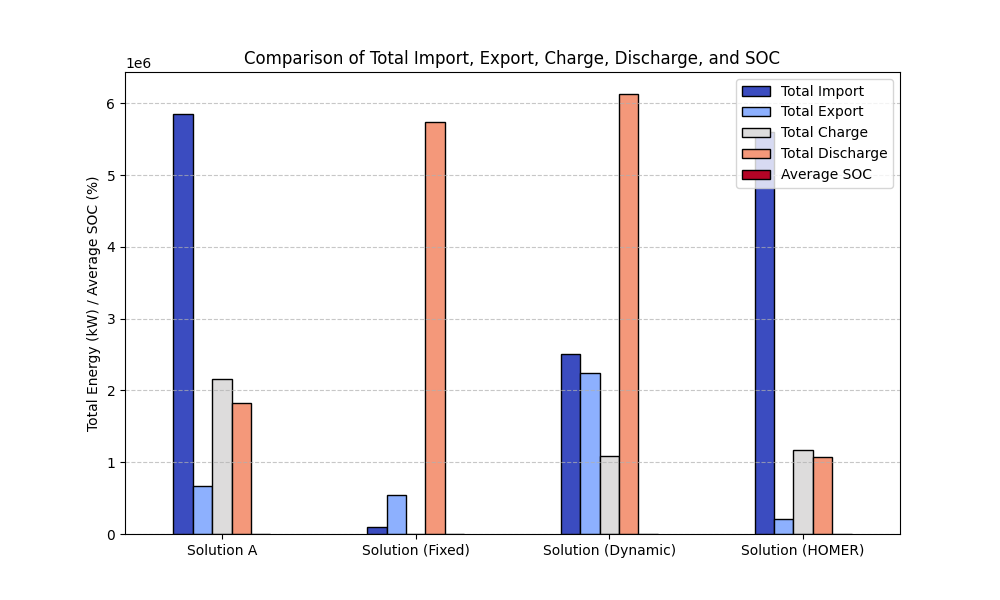 Comparison of Total Import, Export, Charge, Discharge, and SOC
1e6
Total Energy (kW) / Average SOC (%)
6
5
4
3
2
1
0
Total Import
Total Export
Total Charge
Total Discharge
Average SOC
Solution A
Solution (Fixed)
Solution (Dynamic)
Solution (HOMER)